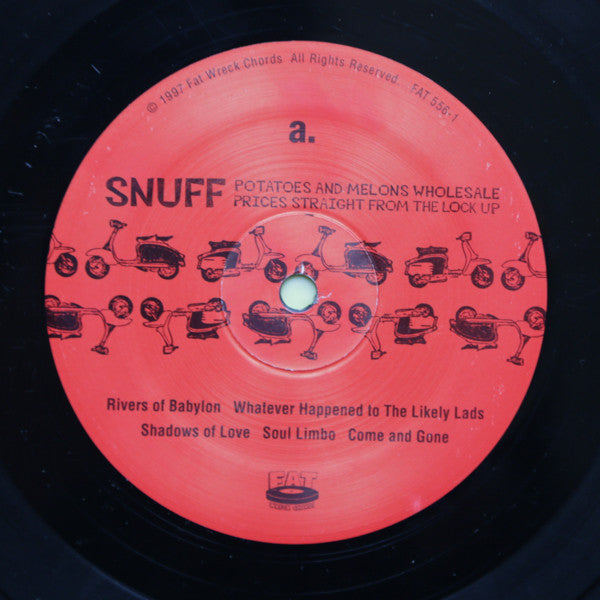 © 1997 Fat Wreck Chords. All Rights Reserved. FAT 556-1
a.
SNUFF POTATOES AND MELONS WHOLESALE
PRICES STRAIGHT FROM THE LOCK UP
Rivers of Babylon Whatever Happened to The Likely Lads
Shadows of Love Soul Limbo Come and Gone
FAT
WRECK CHORDS